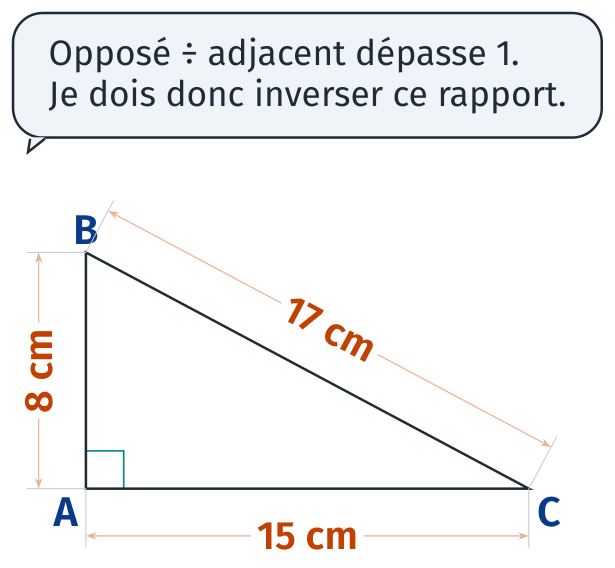 Opposé ÷ adjacent dépasse 1.
Je dois donc inverser ce rapport.
B
17 cm
8 cm
A
C
15 cm